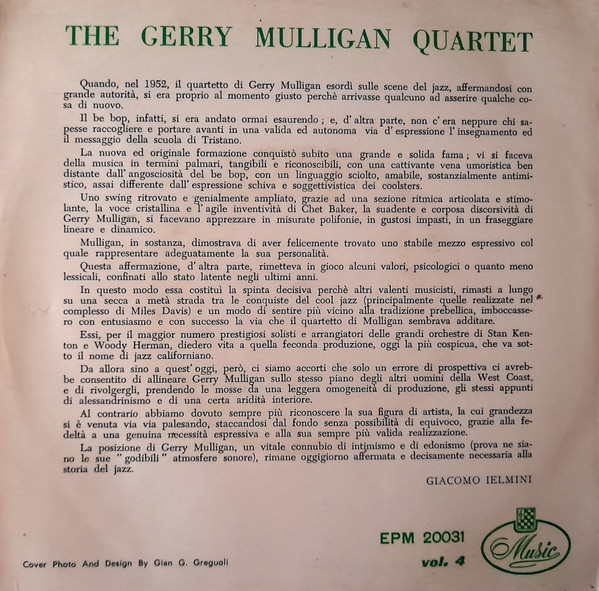 THE GERRY MULLIGAN QUARTET
Quando, nel 1952, il quartetto di Gerry Mulligan esordì sulle scene del jazz, affermandosi con
grande autorità, si era proprio al momento giusto perchè arrivasse qualcuno ad asserire qualche co-
sa di nuovo.
Il be bop, infatti, si era andato ormai esaurendo; e, d'altra parte, non c'era neppure chi sa-
pesse raccogliere e portare avanti in una valida ed autonoma via d'espressione l'insegnamento ed
il messaggio della scuola di Tristano.
La nuova ed originale formazione conquistò subito una grande e solida fama; vi si faceva
della musica in termini palmari, tangibili e riconoscibili, con una cattivante vena umoristica ben
distante dall'angosciosità del be bop, con un linguaggio sciolto, amabile, sostanzialmente antimi-
stico, assai differente dall'espressione schiva e soggettivistica dei coolsters.
Uno swing ritrovato e genialmente ampliato, grazie ad una sezione ritmica articolata e stimo-
lante, la voce cristallina e l'agile inventività di Chet Baker, la suadente e corposa discorsività di
Gerry Mulligan, si facevano apprezzare in misurate polifonie, in gustosi impasti, in un fraseggiare
lineare e dinamico.
Mulligan, in sostanza, dimostrava di aver felicemente trovato uno stabile mezzo espressivo col
quale rappresentare adeguatamente la sua personalità.
Questa affermazione, d'altra parte, rimetteva in gioco alcuni valori, psicologici o quanto meno
lessicali, confinati allo stato latente negli ultimi anni.
In questo modo essa costituì la spinta decisiva perchè altri valenti musicisti, rimasti a lungo
su una secca a metà strada tra le conquiste del cool jazz (principalmente quelle realizzate nel
complesso di Miles Davis) e un modo di sentire più vicino alla tradizione prebellica, imboccasse-
ro con entusiasmo e con successo la via che il quartetto di Mulligan sembrava additare.
Essi, per il maggior numero prestigiosi solisti e arrangiatori delle grandi orchestre di Stan Ken-
ton e Woody Herman, diedero vita a quella feconda produzione, oggi la più cospicua, che va sot-
to il nome di jazz californiano.
Da allora sino a quest'oggi, però, ci siamo accorti che solo un errore di prospettiva ci avreb-
be consentito di allineare Gerry Mulligan sullo stesso piano degli altri uomini della West Coast,
e di rivolgergli, prendendo le mosse da una leggera omogeneità di produzione, gli stessi appunti
di alessandrinismo e di una certa aridità interiore.
Al contrario abbiamo dovuto sempre più riconoscere la sua figura di artista, la cui grandezza
si è venuta via via palesando, staccandosi dal fondo senza possibilità di equivoco, grazie alla fe-
deltà a una genuina necessità espressiva e alla sua sempre più valida realizzazione.
La posizione di Gerry Mulligan, un vitale connubio di intimismo e di edonismo (prova ne sia-
no le sue "godibili" atmosfere sonore), rimane oggigiorno affermata e decisamente necessaria alla
storia del jazz.
GIACOMO IELMINI
EPM 20031
vol. 4
Music
Cover Photo And Design By Gian G. Greguoli